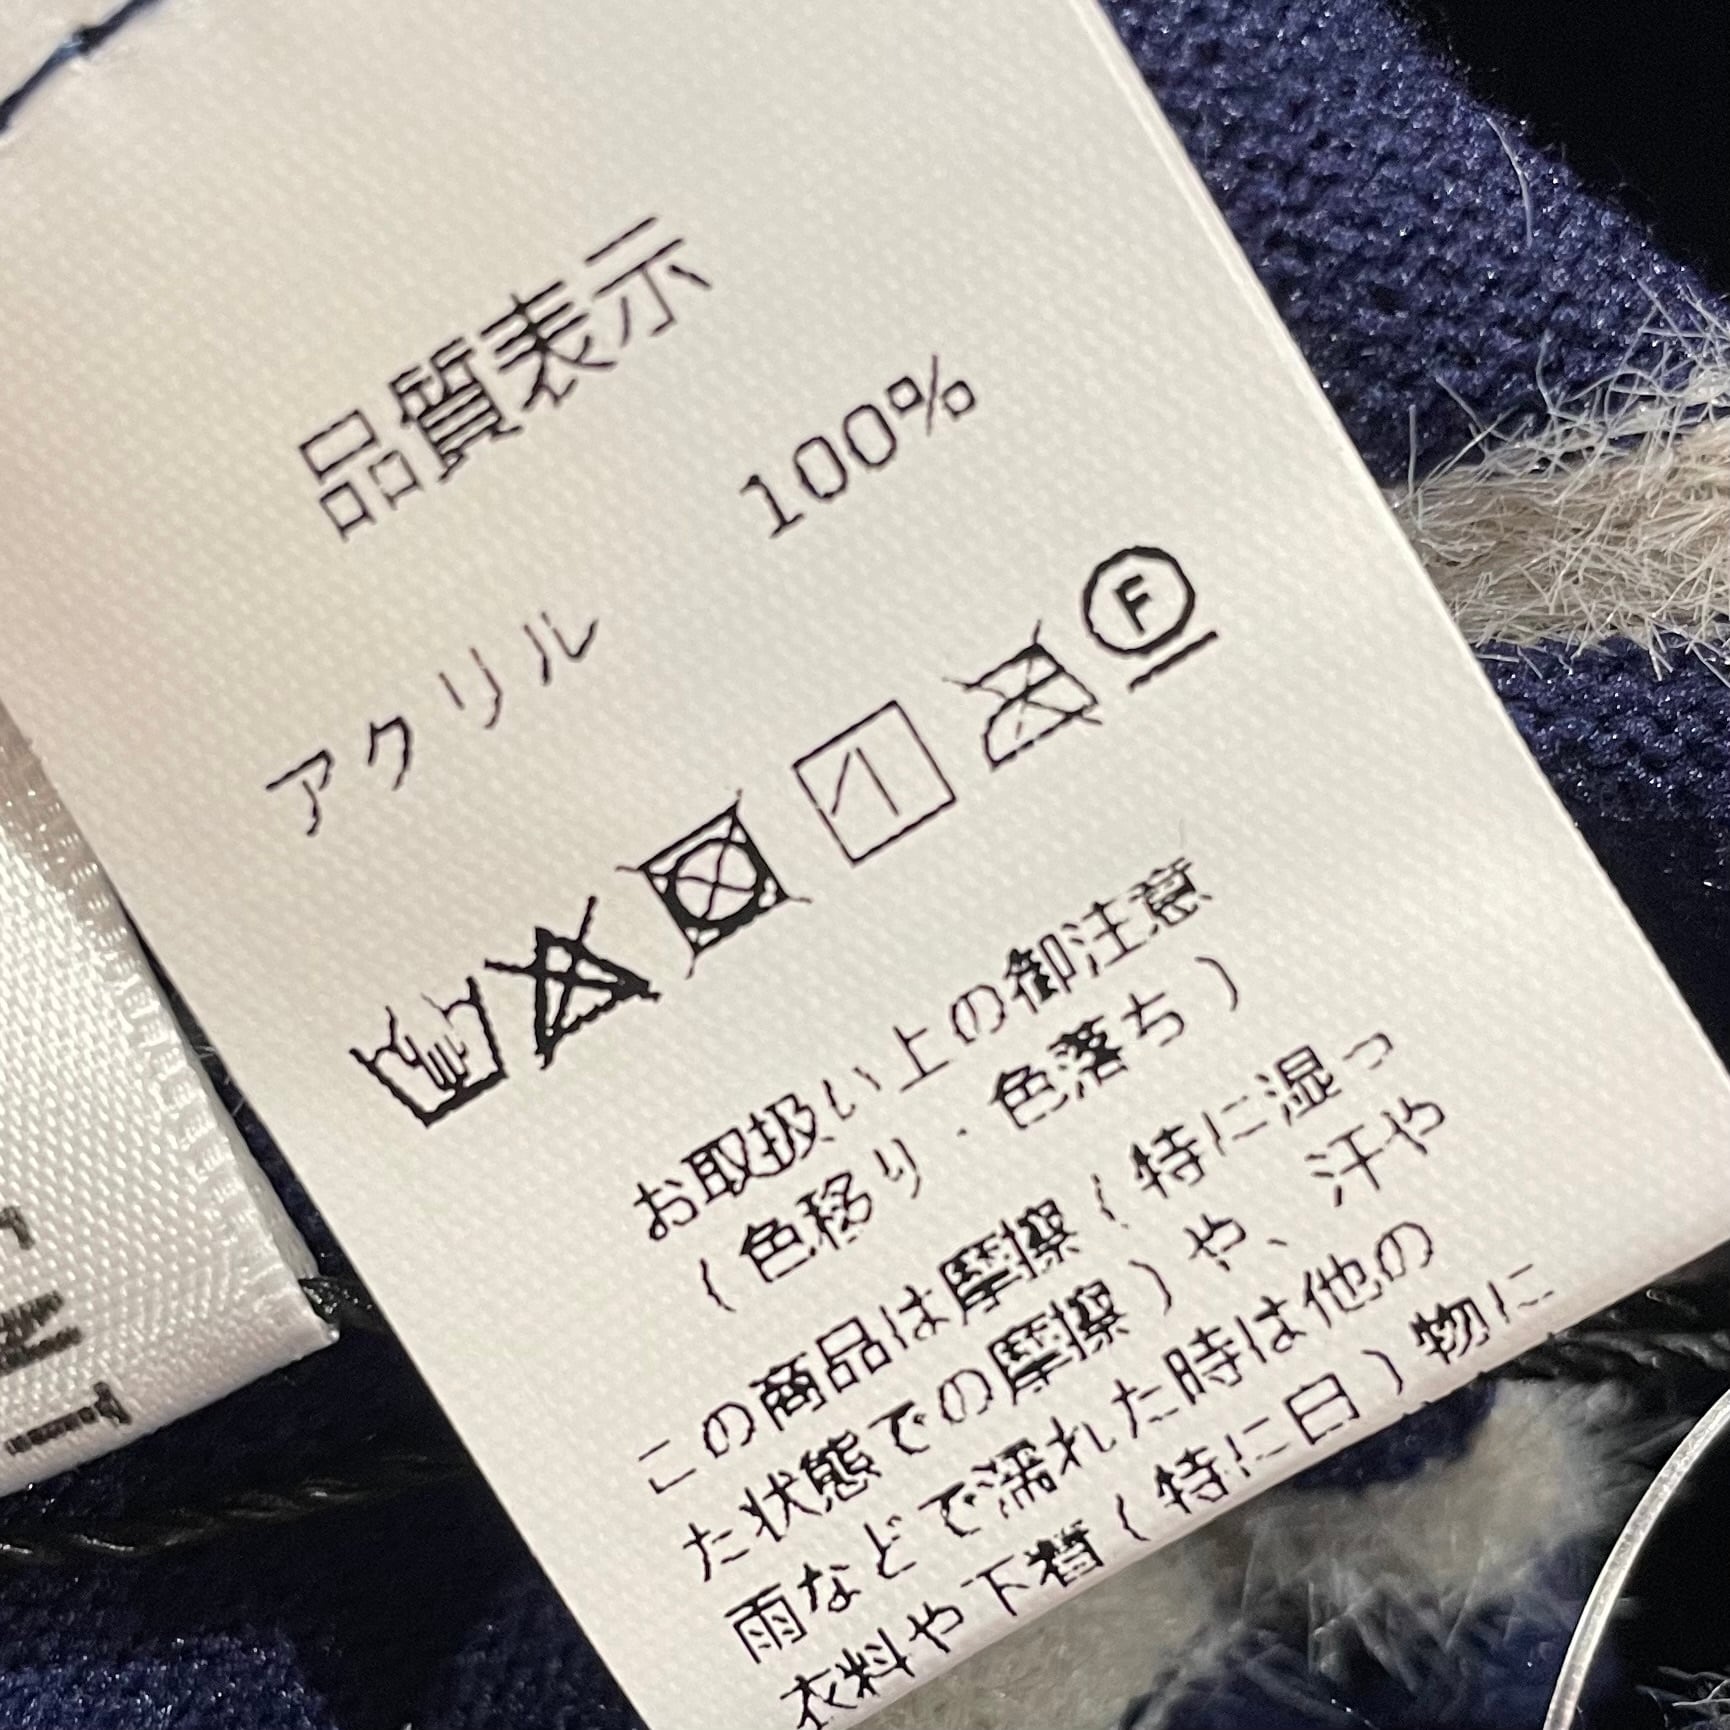 品質表示
アクリル 100%
F
お取扱い上の御注意
(色移り・色落ち)
この商品は摩擦(特に湿っ
た状態での摩擦)や、汗や
雨などで濡れた時は他の
衣料や下着(特に白)物に